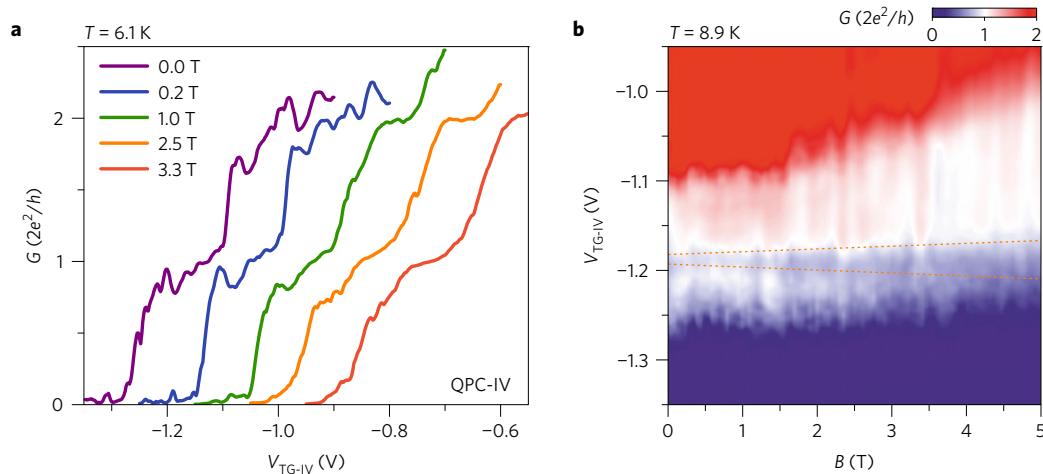 a
T = 6.1 K
0.0 T
0.2 T
1.0 T
2.5 T
3.3 T
QPC-IV
G (2e²/h)
2
1
0
−1.2 −1.0 −0.8 −0.6
V_TG-IV (V)
b
T = 8.9 K
G (2e²/h)
0 1 2
V_TG-IV (V)
−1.0
−1.1
−1.2
−1.3
0 1 2 3 4 5
B (T)